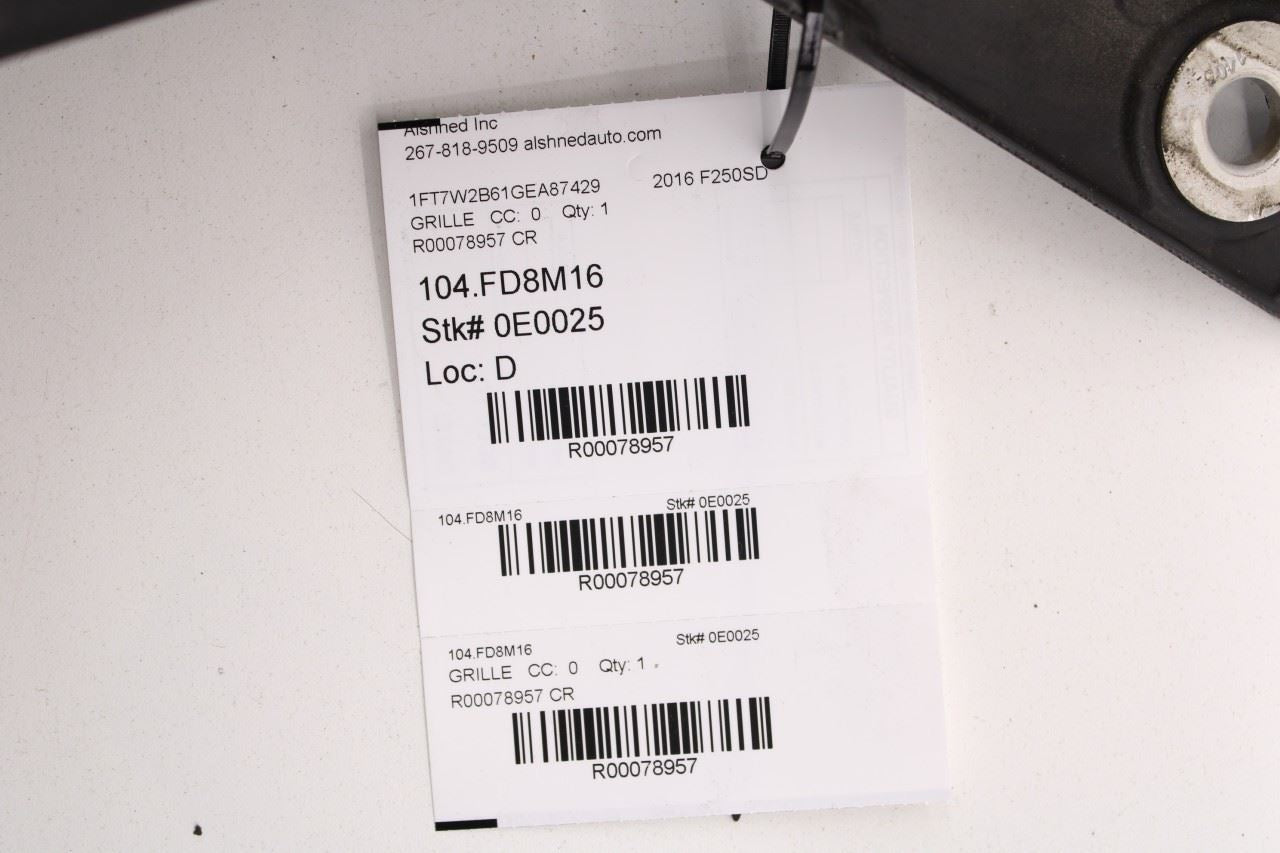 Alshned Inc
267-818-9509 alshnedauto.com
1FT7W2B61GEA87429 2016 F250SD
GRILLE CC: 0 Qty: 1
R00078957 CR
104.FD8M16
Stk# 0E0025
Loc: D
R00078957
104.FD8M16 Stk# 0E0025
R00078957
104.FD8M16 Stk# 0E0025
GRILLE CC: 0 Qty: 1
R00078957 CR
R00078957